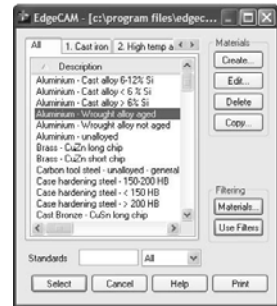 EdgeCAM - [c:\program files\edgec...
All 1. Cast iron 2. High temp a
Materials
Description
Aluminium - Cast alloy 6-12% Si
Aluminium - Cast alloy < 6 % Si
Aluminium - Cast alloy > 6% Si
Aluminium - Wrought alloy aged
Aluminium - Wrought alloy not aged
Aluminium - unalloyed
Brass - CuZn long chip
Brass - CuZn short chip
Carbon tool steel - unalloyed - general
Case hardening steel - 150-200 HB
Case hardening steel - < 150 HB
Case hardening steel - > 200 HB
Cast Bronze - CuSn long chip
Create...
Edit...
Delete
Copy...
Filtering
Materials...
Use Filters
Standards All
Select Cancel Help Print